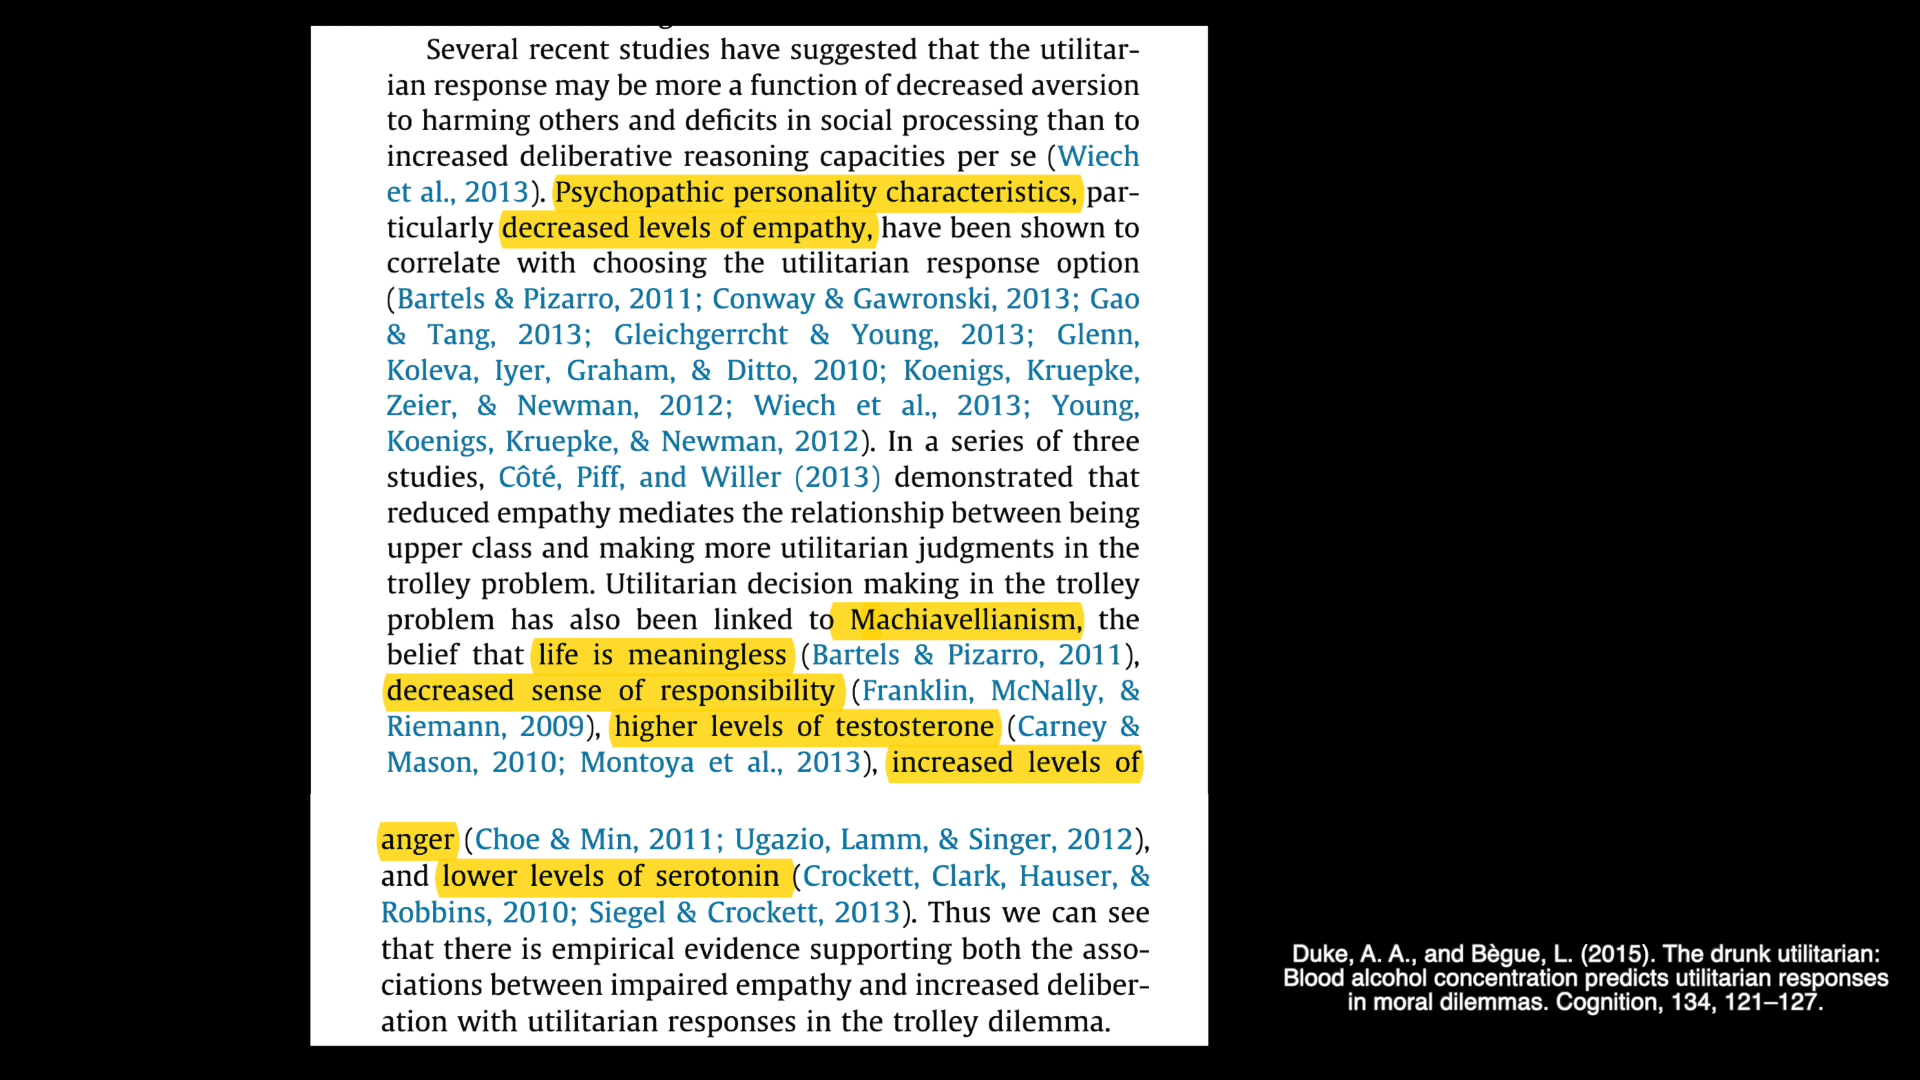 Several recent studies have suggested that the utilitar-
ian response may be more a function of decreased aversion
to harming others and deficits in social processing than to
increased deliberative reasoning capacities per se (Wiech
et al., 2013). Psychopathic personality characteristics, par-
ticularly decreased levels of empathy, have been shown to
correlate with choosing the utilitarian response option
(Bartels & Pizarro, 2011; Conway & Gawronski, 2013; Gao
& Tang, 2013; Gleichgerrcht & Young, 2013; Glenn,
Koleva, Iyer, Graham, & Ditto, 2010; Koenigs, Kruepke,
Zeier, & Newman, 2012; Wiech et al., 2013; Young,
Koenigs, Kruepke, & Newman, 2012). In a series of three
studies, Côté, Piff, and Willer (2013) demonstrated that
reduced empathy mediates the relationship between being
upper class and making more utilitarian judgments in the
trolley problem. Utilitarian decision making in the trolley
problem has also been linked to Machiavellianism, the
belief that life is meaningless (Bartels & Pizarro, 2011),
decreased sense of responsibility (Franklin, McNally, &
Riemann, 2009), higher levels of testosterone (Carney &
Mason, 2010; Montoya et al., 2013), increased levels of
anger (Choe & Min, 2011; Ugazio, Lamm, & Singer, 2012),
and lower levels of serotonin (Crockett, Clark, Hauser, &
Robbins, 2010; Siegel & Crockett, 2013). Thus we can see
that there is empirical evidence supporting both the asso-
ciations between impaired empathy and increased deliber-
ation with utilitarian responses in the trolley dilemma.
Duke, A. A., and Bègue, L. (2015). The drunk utilitarian:
Blood alcohol concentration predicts utilitarian responses
in moral dilemmas. Cognition, 134, 121–127.